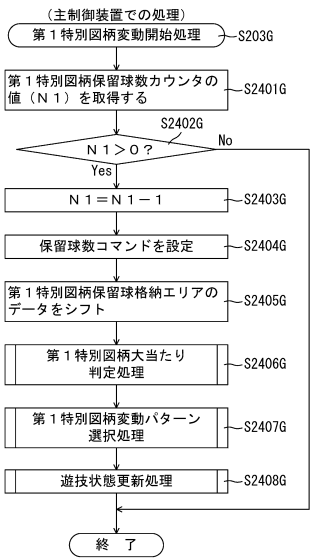 （主制御装置での処理）
第１特別図柄変動開始処理
S203G
第１特別図柄保留球数カウンタの
値（Ｎ１）を取得する
S2401G
S2402G
Ｎ１＞０？
No
Yes
Ｎ１＝Ｎ１－１
S2403G
保留球数コマンドを設定
S2404G
第１特別図柄保留球格納エリアの
データをシフト
S2405G
第１特別図柄大当たり
判定処理
S2406G
第１特別図柄変動パターン
選択処理
S2407G
遊技状態更新処理
S2408G
終　了